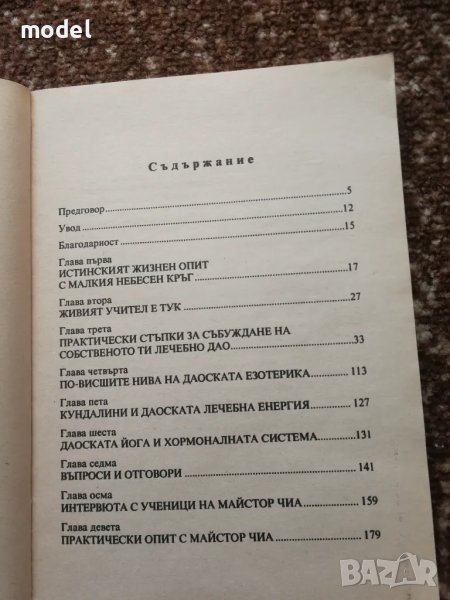 model
Съдържание
Предговор 5
Увод 12
Благодарност 15
Глава първа
ИСТИНСКИЯТ ЖИЗНЕН ОПИТ
С МАЛКИЯ НЕБЕСЕН КРЪГ 17
Глава втора
ЖИВИЯТ УЧИТЕЛ Е ТУК 27
Глава трета
ПРАКТИЧЕСКИ СТЪПКИ ЗА СЪБУЖДАНЕ НА
СОБСТВЕНОТО ТИ ЛЕЧЕБНО ДАО 33
Глава четвърта
ПО-ВИСШИТЕ НИВА НА ДАОСКАТА ЕЗОТЕРИКА 113
Глава пета
КУНДАЛИНИ И ДАОСКАТА ЛЕЧЕБНА ЕНЕРГИЯ 127
Глава шеста
ДАОСКАТА ЙОГА И ХОРМОНАЛНАТА СИСТЕМА 131
Глава седма
ВЪПРОСИ И ОТГОВОРИ 141
Глава осма
ИНТЕРВЮТА С УЧЕНИЦИ НА МАЙСТОР ЧИА 159
Глава девета
ПРАКТИЧЕСКИ ОПИТ С МАЙСТОР ЧИА 179
BAZAR